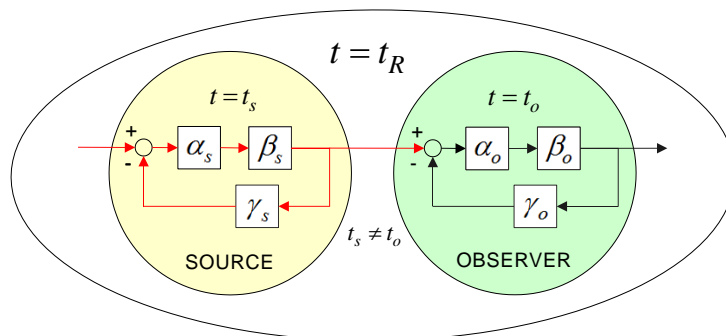 t = t_R
t = t_s
t = t_o
+
-
α_s
β_s
+
-
α_o
β_o
γ_s
γ_o
t_s ≠ t_o
SOURCE
OBSERVER